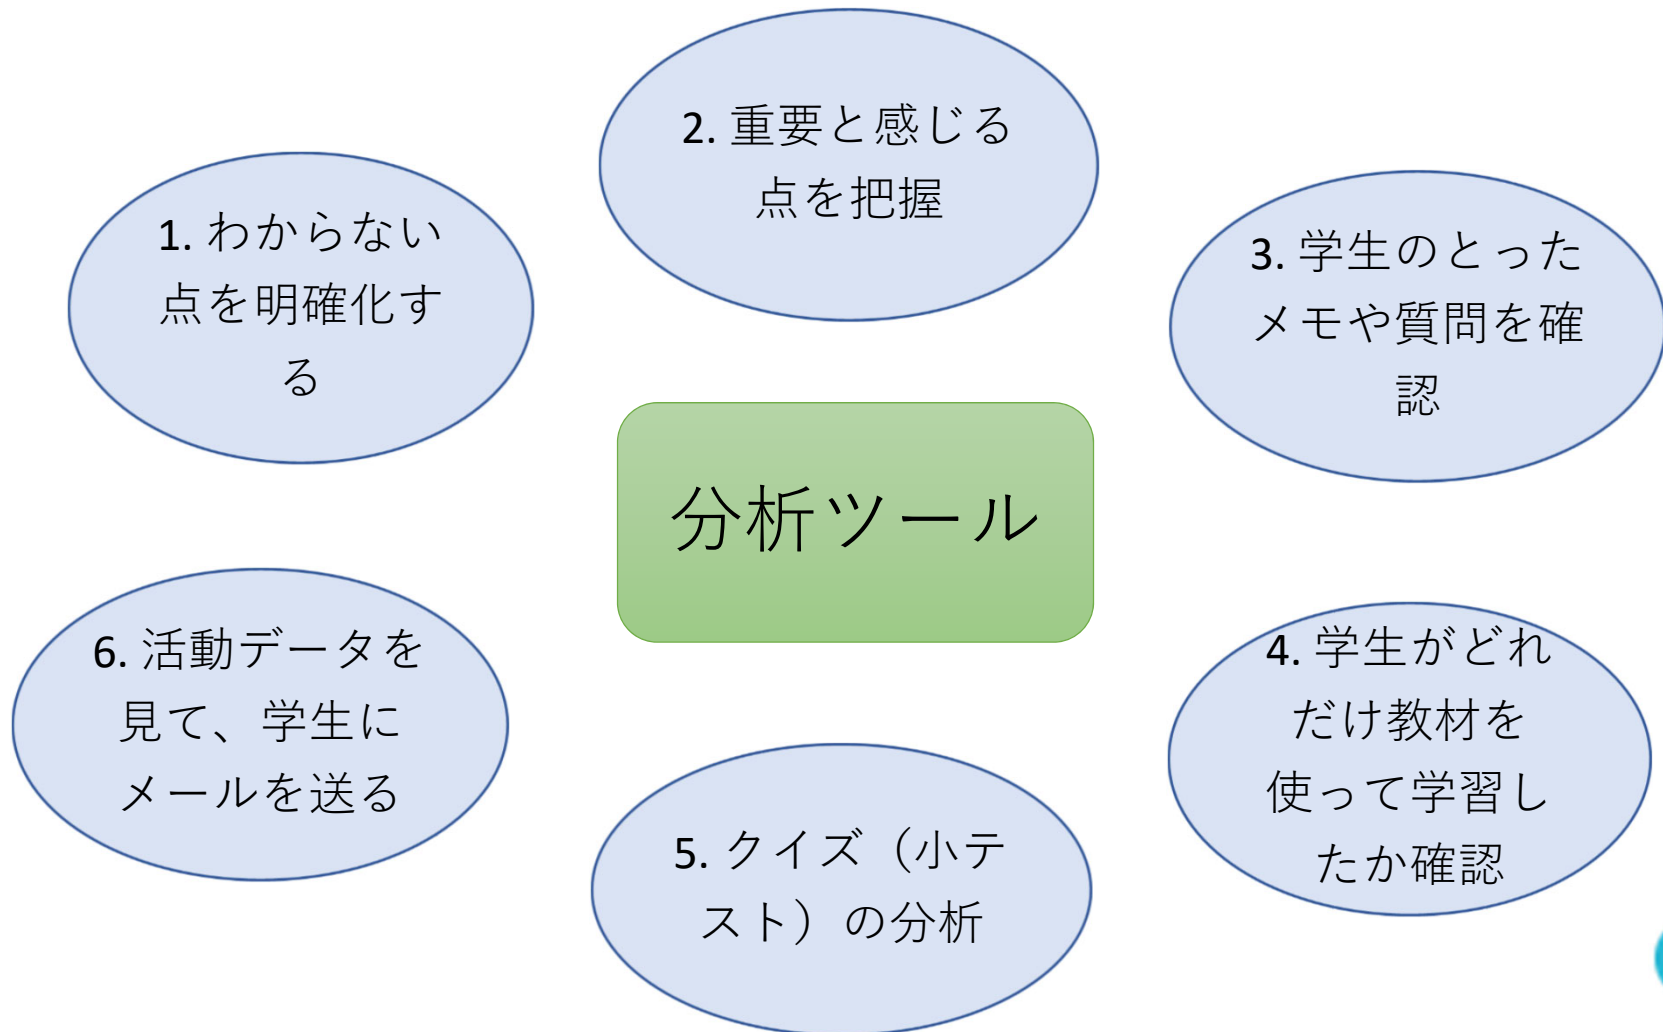 1. わからない
点を明確化す
る
2. 重要と感じる
点を把握
3. 学生のとった
メモや質問を確
認
分析ツール
4. 学生がどれ
だけ教材を
使って学習し
たか確認
5. クイズ（小テ
スト）の分析
6. 活動データを
見て、学生に
メールを送る